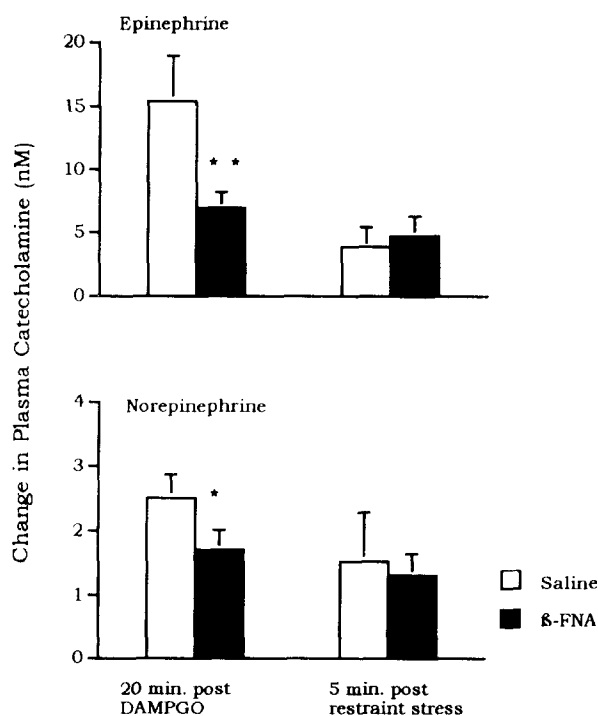 Epinephrine
Change in Plasma Catecholamine (nM)
20
15
10
5
0
* *
Norepinephrine
4
3
2
1
0
*
Saline
ß-FNA
20 min. post
DAMPGO
5 min. post
restraint stress